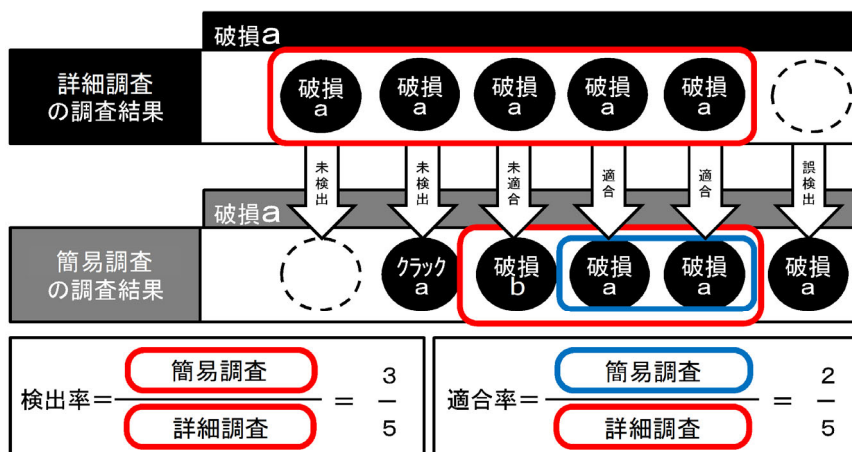 破損a
詳細調査
の調査結果
破損
a
破損
a
破損
a
破損
a
破損
a
未検出
未検出
未適合
適合
適合
誤検出
破損a
簡易調査
の調査結果
クラック
a
破損
b
破損
a
破損
a
破損
a
検出率=
簡易調査
詳細調査
=
3
5
適合率=
簡易調査
詳細調査
=
2
5